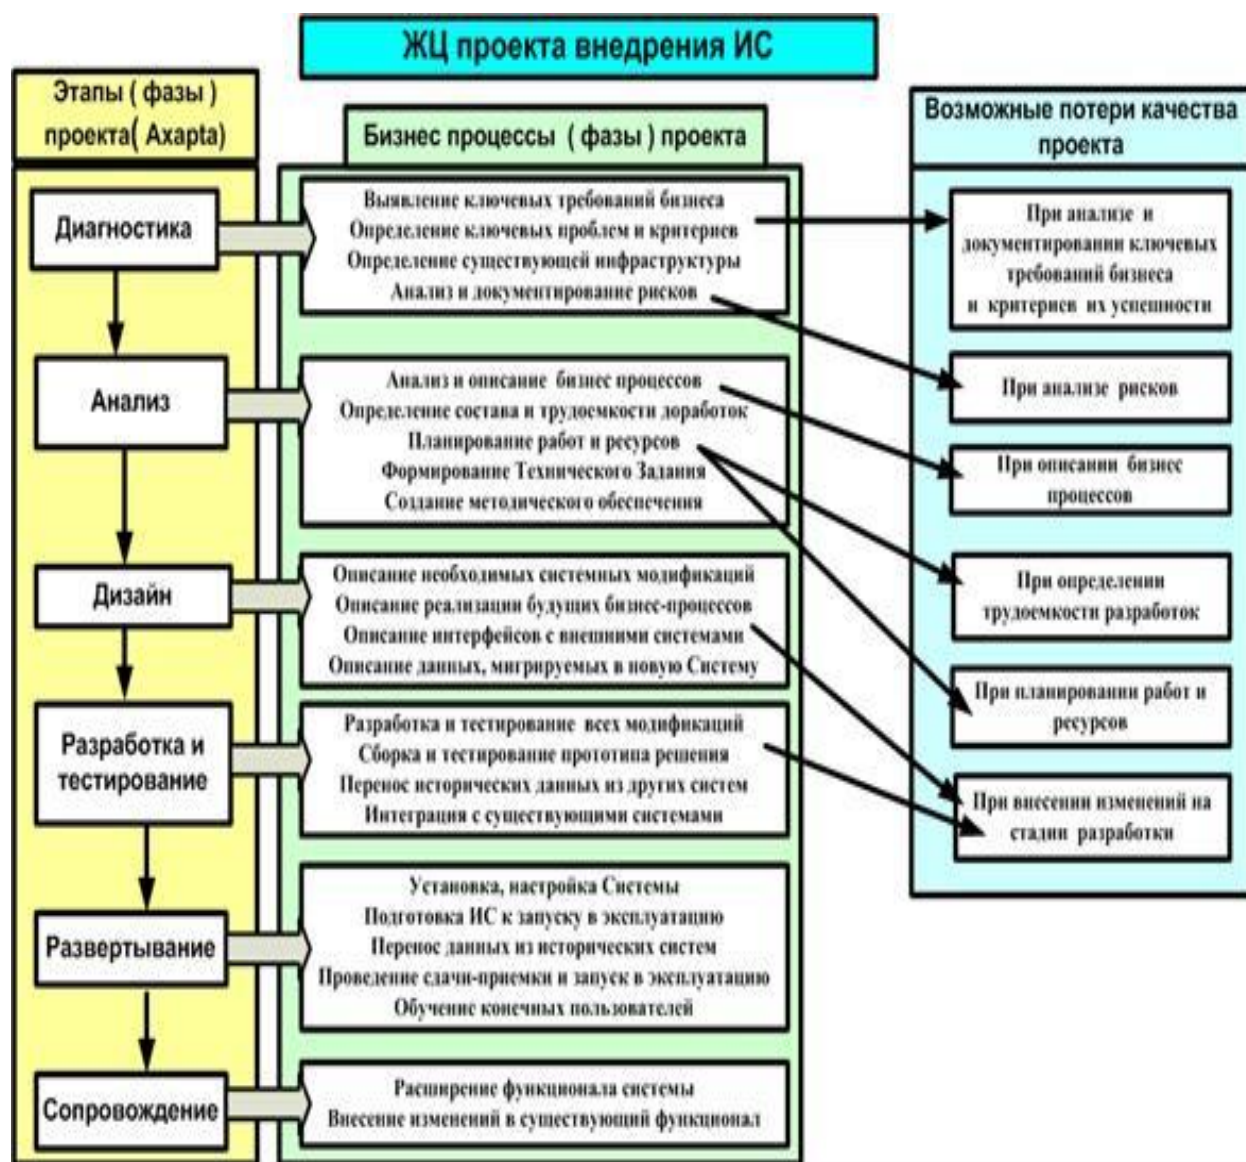 ЖЦ проекта внедрения ИС
Этапы ( фазы )
проекта( Axapta)
Диагностика
Анализ
Дизайн
Разработка и
тестирование
Развертывание
Сопровождение
Бизнес процессы ( фазы ) проекта
Выявление ключевых требований бизнеса
Определение ключевых проблем и критериев
Определение существующей инфраструктуры
Анализ и документирование рисков
Анализ и описание бизнес процессов
Определение состава и трудоемкости доработок
Планирование работ и ресурсов
Формирование Технического Задания
Создание методического обеспечения
Описание необходимых системных модификаций
Описание реализации будущих бизнес-процессов
Описание интерфейсов с внешними системами
Описание данных, мигрируемых в новую Систему
Разработка и тестирование всех модификаций
Сборка и тестирование прототипа решения
Перенос исторических данных из других систем
Интеграция с существующими системами
Установка, настройка Системы
Подготовка ИС к запуску в эксплуатацию
Перенос данных из исторических систем
Проведение сдачи-приемки и запуск в эксплуатацию
Обучение конечных пользователей
Расширение функционала системы
Внесение изменений в существующий функционал
Возможные потери качества
проекта
При анализе и
документировании ключевых
требований бизнеса
и критериев их успешности
При анализе рисков
При описании бизнес
процессов
При определении
трудоемкости разработок
При планировании работ и
ресурсов
При внесении изменений на
стадии разработки